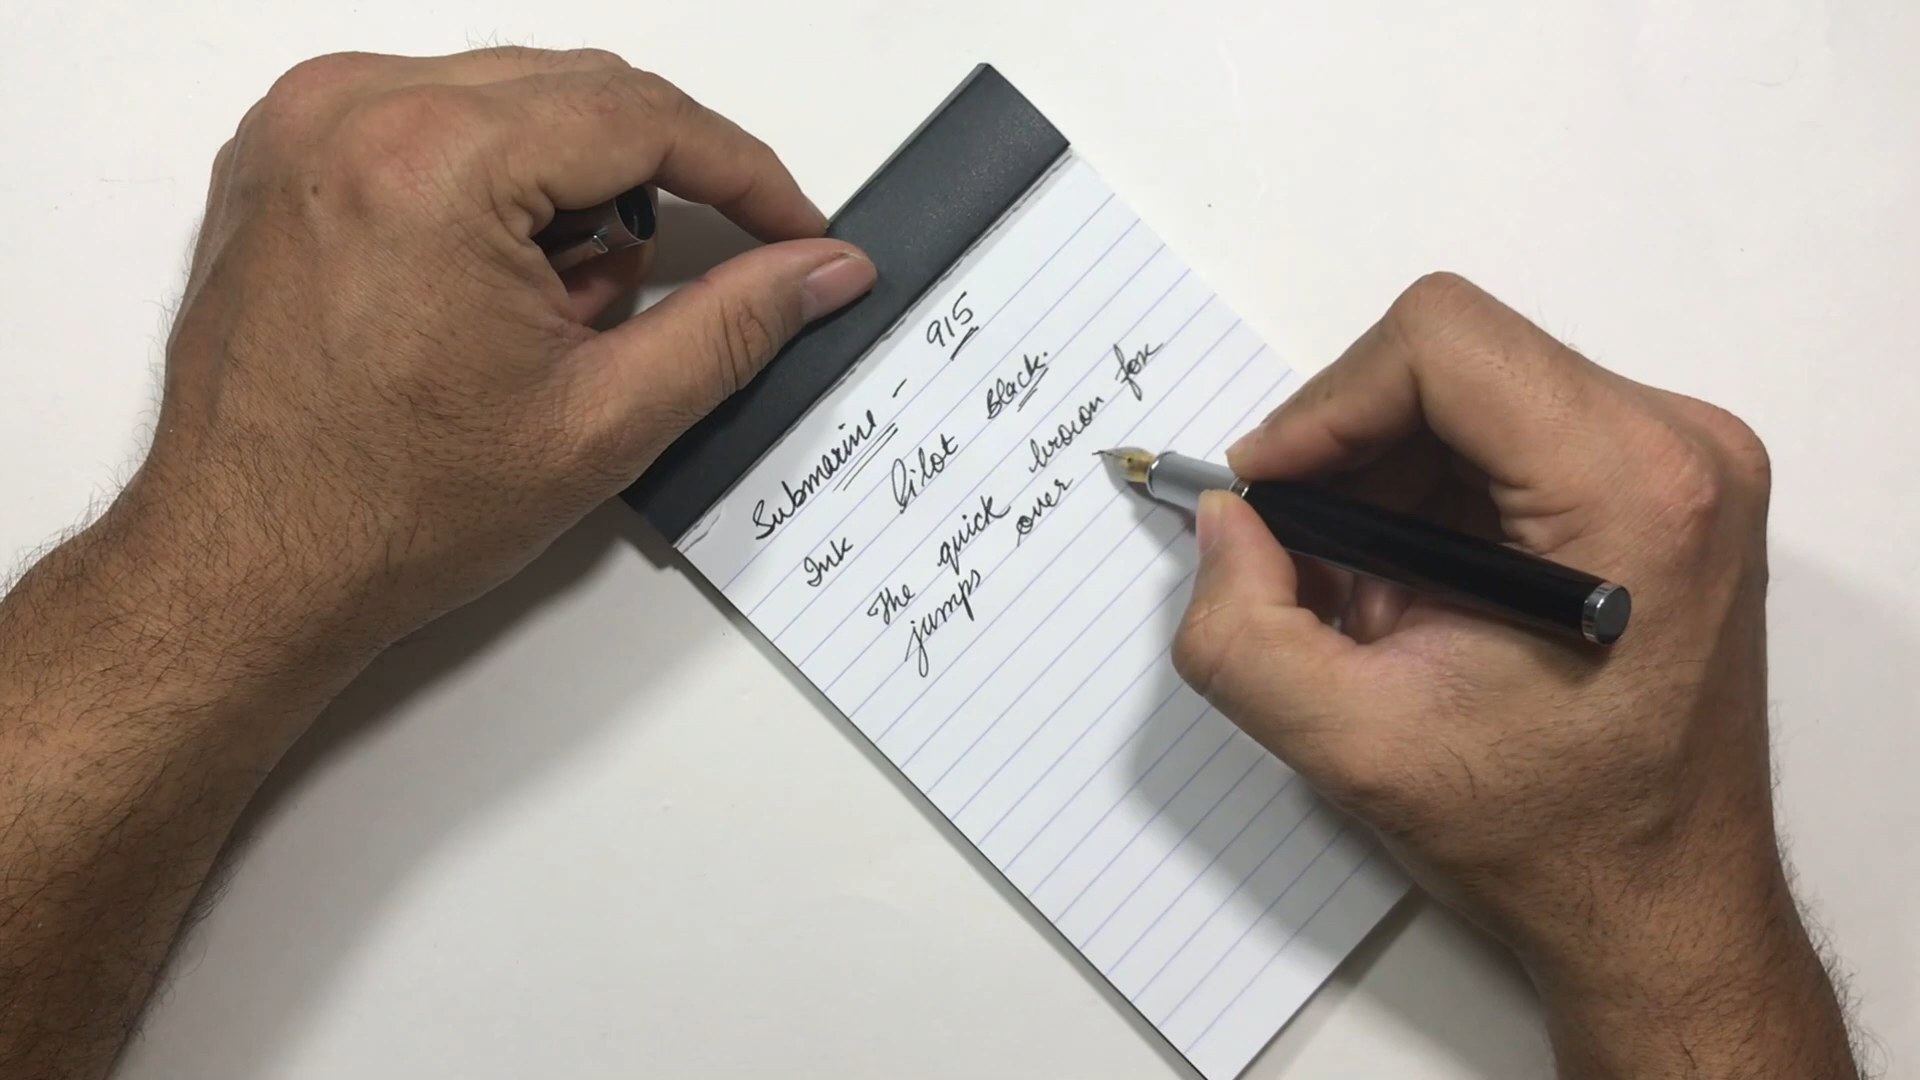 Submarine - 915
Ink Pilot Black.
The quick brown fox
jumps over